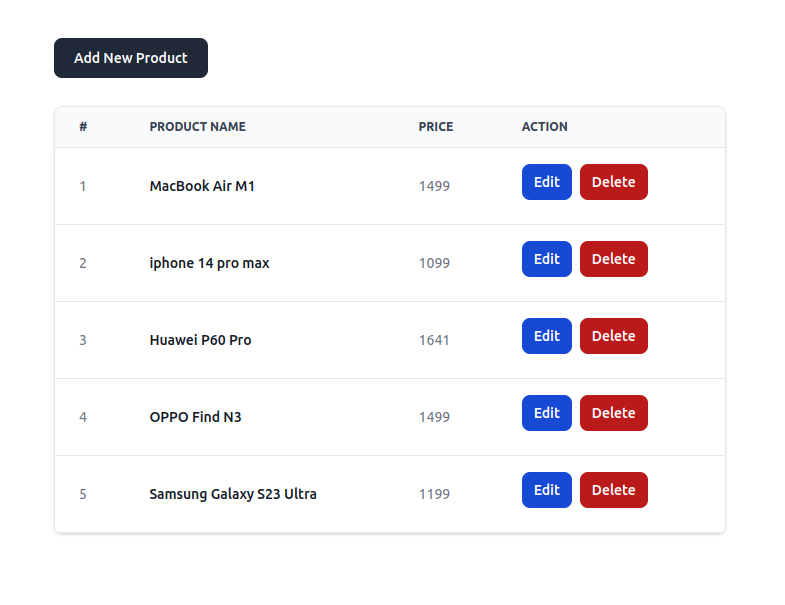 Add New Product
# PRODUCT NAME PRICE ACTION
1 MacBook Air M1 1499 Edit Delete
2 iphone 14 pro max 1099 Edit Delete
3 Huawei P60 Pro 1641 Edit Delete
4 OPPO Find N3 1499 Edit Delete
5 Samsung Galaxy S23 Ultra 1199 Edit Delete